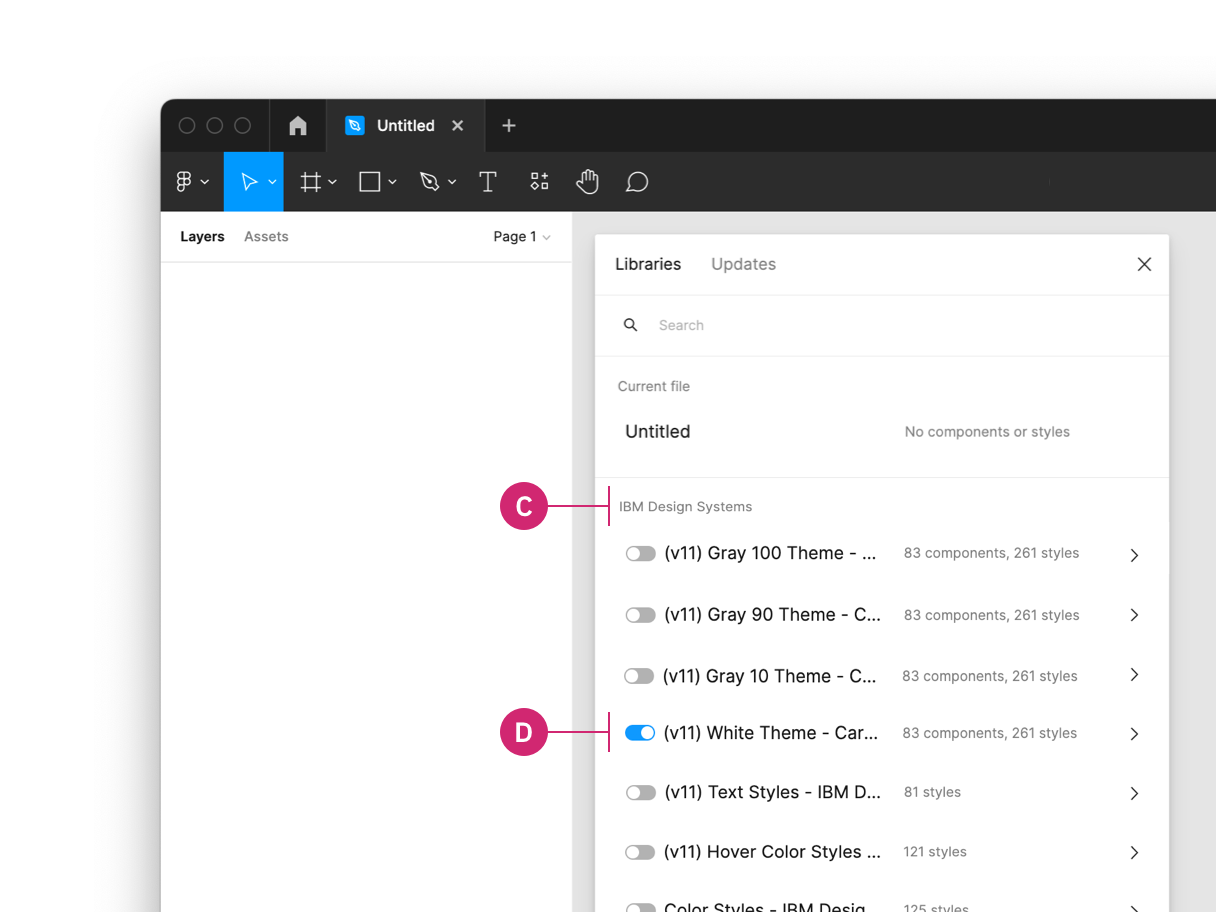 Untitled
Layers Assets Page 1
Libraries Updates
Search
Current file
Untitled No components or styles
C IBM Design Systems
(v11) Gray 100 Theme - ... 83 components, 261 styles
(v11) Gray 90 Theme - C... 83 components, 261 styles
(v11) Gray 10 Theme - C... 83 components, 261 styles
D (v11) White Theme - Car... 83 components, 261 styles
(v11) Text Styles - IBM D... 81 styles
(v11) Hover Color Styles ... 121 styles
Color Styles - IBM Desig 125 styles